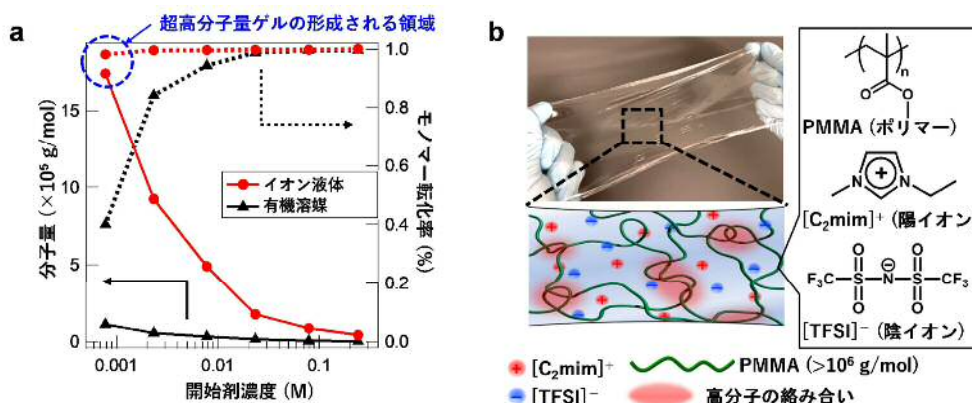 a
超高分子量ゲルの形成される領域
分子量 (×10⁶ g/mol)
15
10
5
0
イオン液体
有機溶媒
1.0
0.8
0.6
0.4
0.2
0.0
モノマー転化率 (%)
0.001
0.01
0.1
開始剤濃度 (M)
b
n
O
O
PMMA (ポリマー)
N
+
N
[C₂mim]⁺ (陽イオン)
O
O
⊖
F₃C
S
N
S
CF₃
O
O
[TFSI]⁻ (陰イオン)
[C₂mim]⁺
PMMA (>10⁶ g/mol)
[TFSI]⁻
高分子の絡み合い